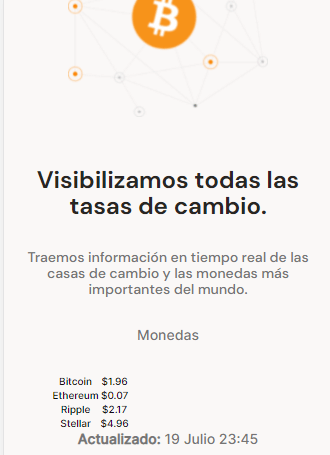 Visibilizamos todas las
tasas de cambio.
Traemos información en tiempo real de las
casas de cambio y las monedas más
importantes del mundo.
Monedas
Bitcoin $1.96
Ethereum $0.07
Ripple $2.17
Stellar $4.96
Actualizado: 19 Julio 23:45